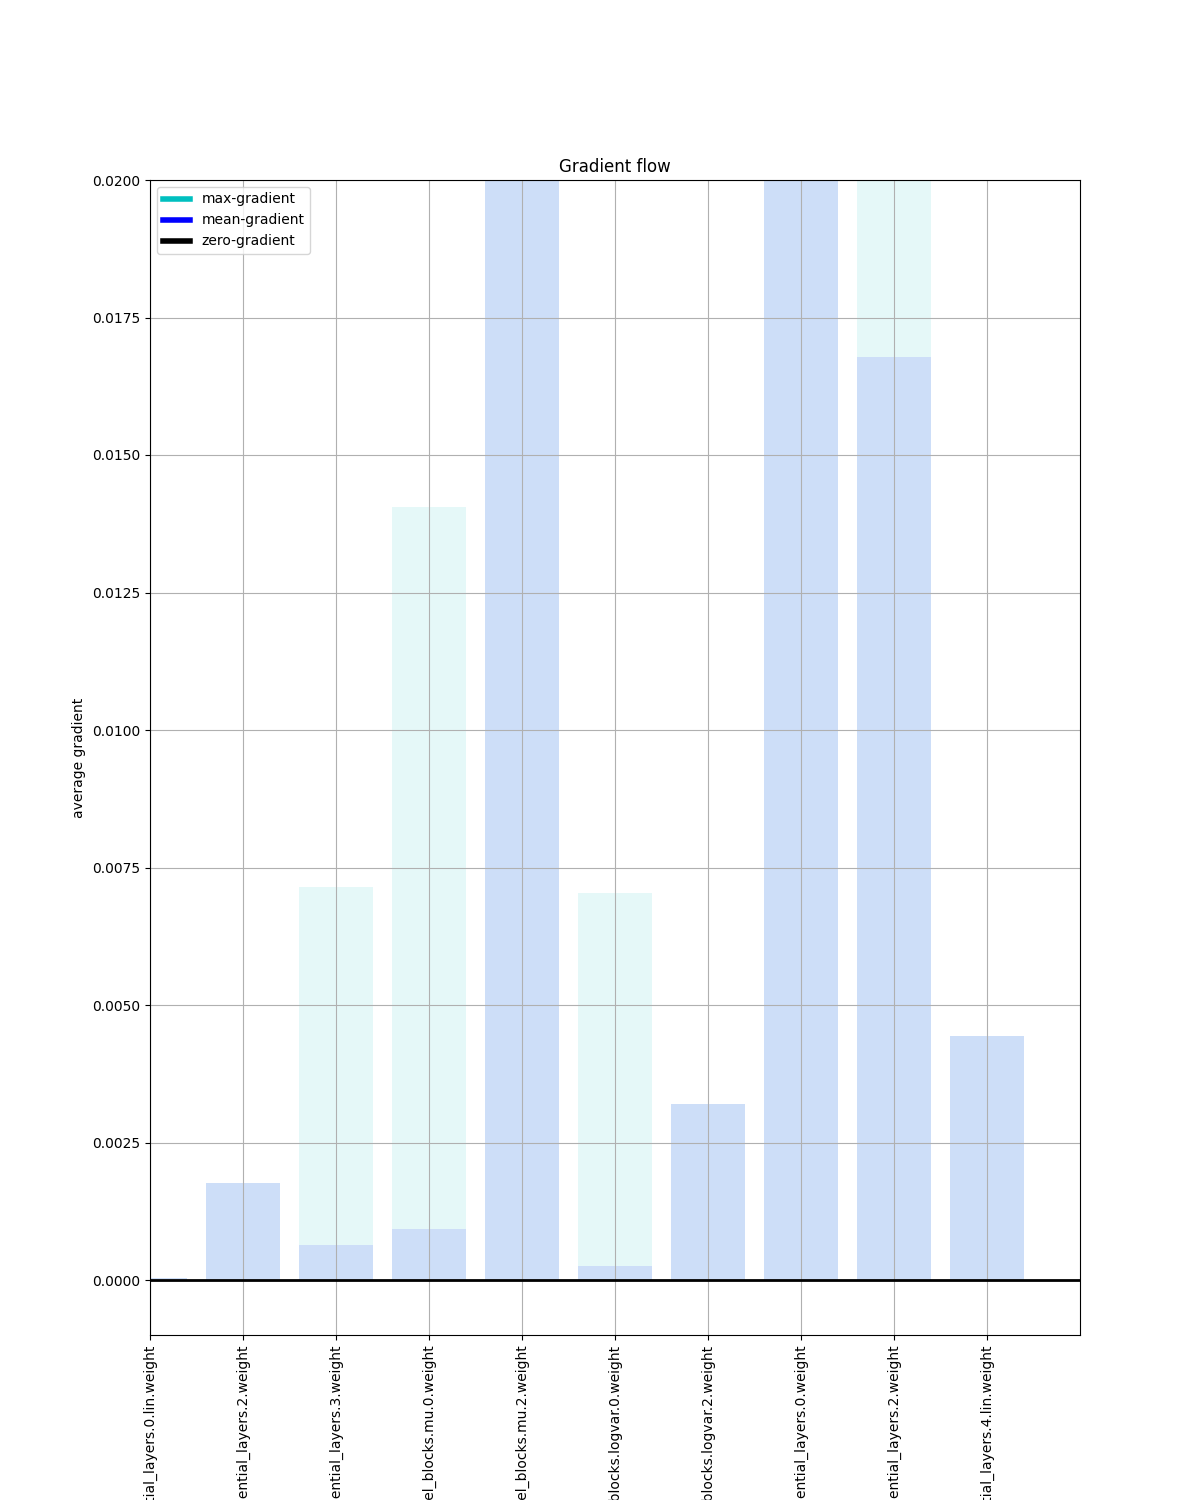 Gradient flow
max-gradient
mean-gradient
zero-gradient
0.0200
0.0175
0.0150
0.0125
0.0100
0.0075
0.0050
0.0025
0.0000
average gradient
tial_layers.0.lin.weight
ential_layers.2.weight
ential_layers.3.weight
el_blocks.mu.0.weight
el_blocks.mu.2.weight
blocks.logvar.0.weight
blocks.logvar.2.weight
ential_layers.0.weight
ential_layers.2.weight
tial_layers.4.lin.weight